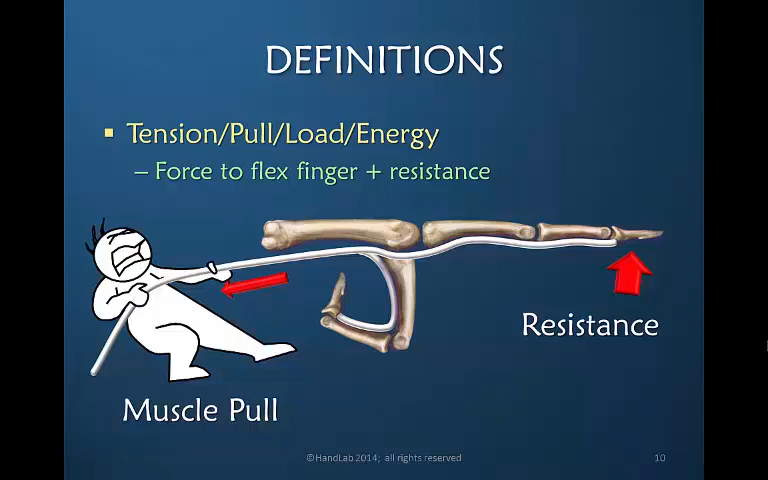 DEFINITIONS
▪ Tension/Pull/Load/Energy
– Force to flex finger + resistance
Resistance
Muscle Pull
©HandLab 2014; all rights reserved
10